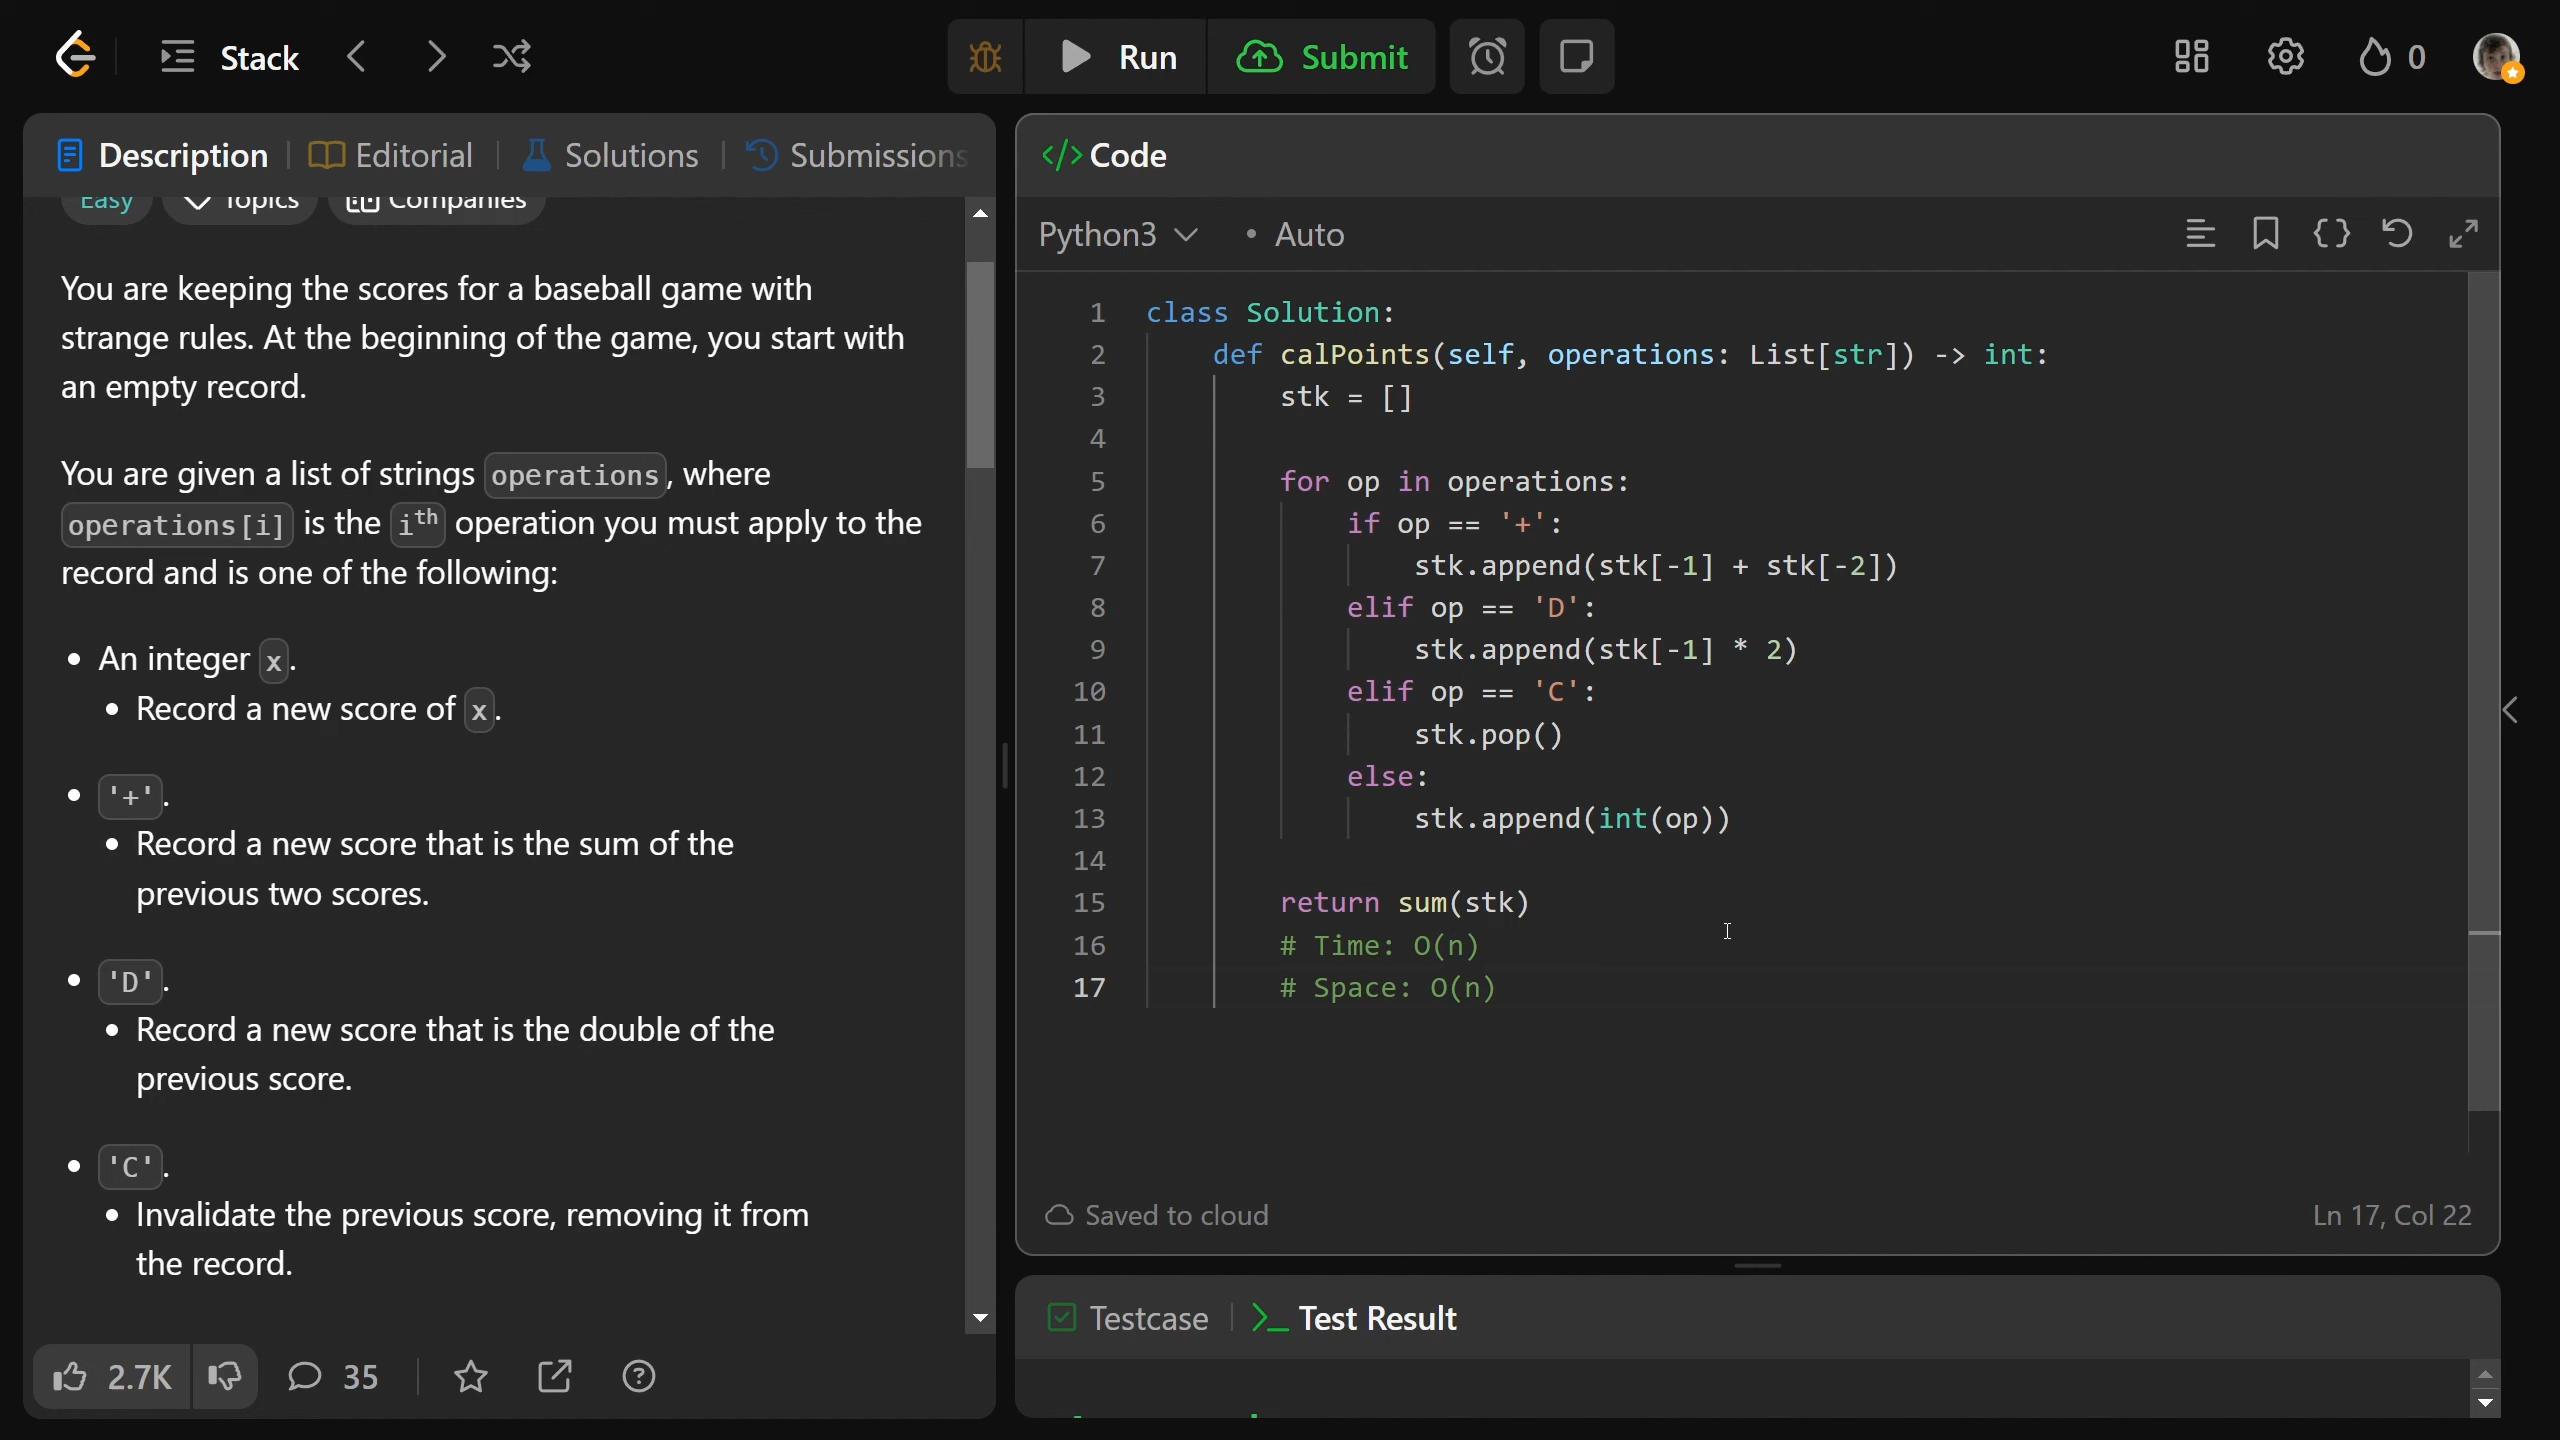 Stack
Run
Submit
0
Description
Editorial
Solutions
Submissions
Easy
Topics
Companies
You are keeping the scores for a baseball game with
strange rules. At the beginning of the game, you start with
an empty record.
You are given a list of strings operations, where
operations[i] is the ith operation you must apply to the
record and is one of the following:
• An integer x.
• Record a new score of x.
• '+'.
• Record a new score that is the sum of the
previous two scores.
• 'D'.
• Record a new score that is the double of the
previous score.
• 'C'.
• Invalidate the previous score, removing it from
the record.
2.7K
35
</> Code
Python3
• Auto
1 class Solution:
2 def calPoints(self, operations: List[str]) -> int:
3 stk = []
4
5 for op in operations:
6 if op == '+':
7 stk.append(stk[-1] + stk[-2])
8 elif op == 'D':
9 stk.append(stk[-1] * 2)
10 elif op == 'C':
11 stk.pop()
12 else:
13 stk.append(int(op))
14
15 return sum(stk)
16 # Time: O(n)
17 # Space: O(n)
Saved to cloud
Ln 17, Col 22
Testcase
Test Result